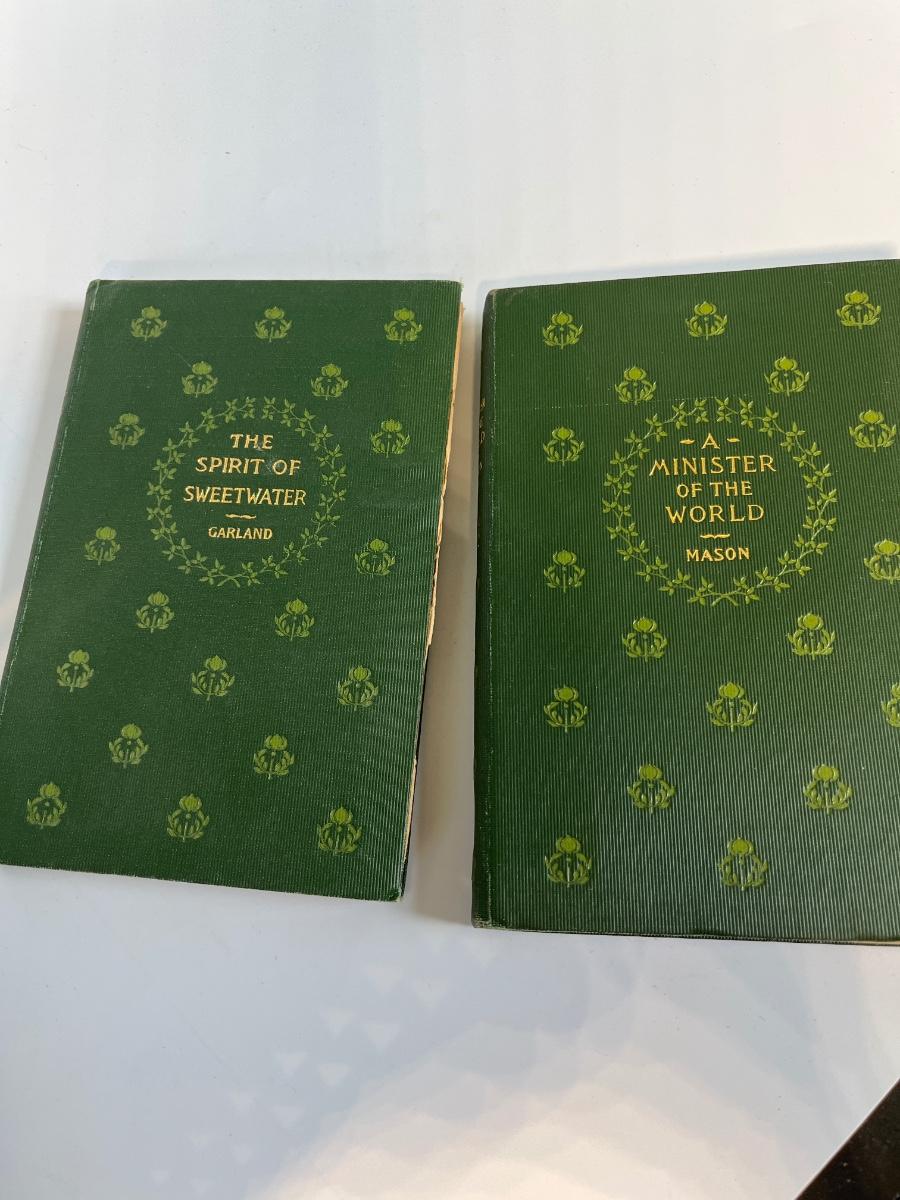 THE
SPIRIT OF
SWEETWATER
GARLAND
- A -
MINISTER
OF THE
WORLD
MASON